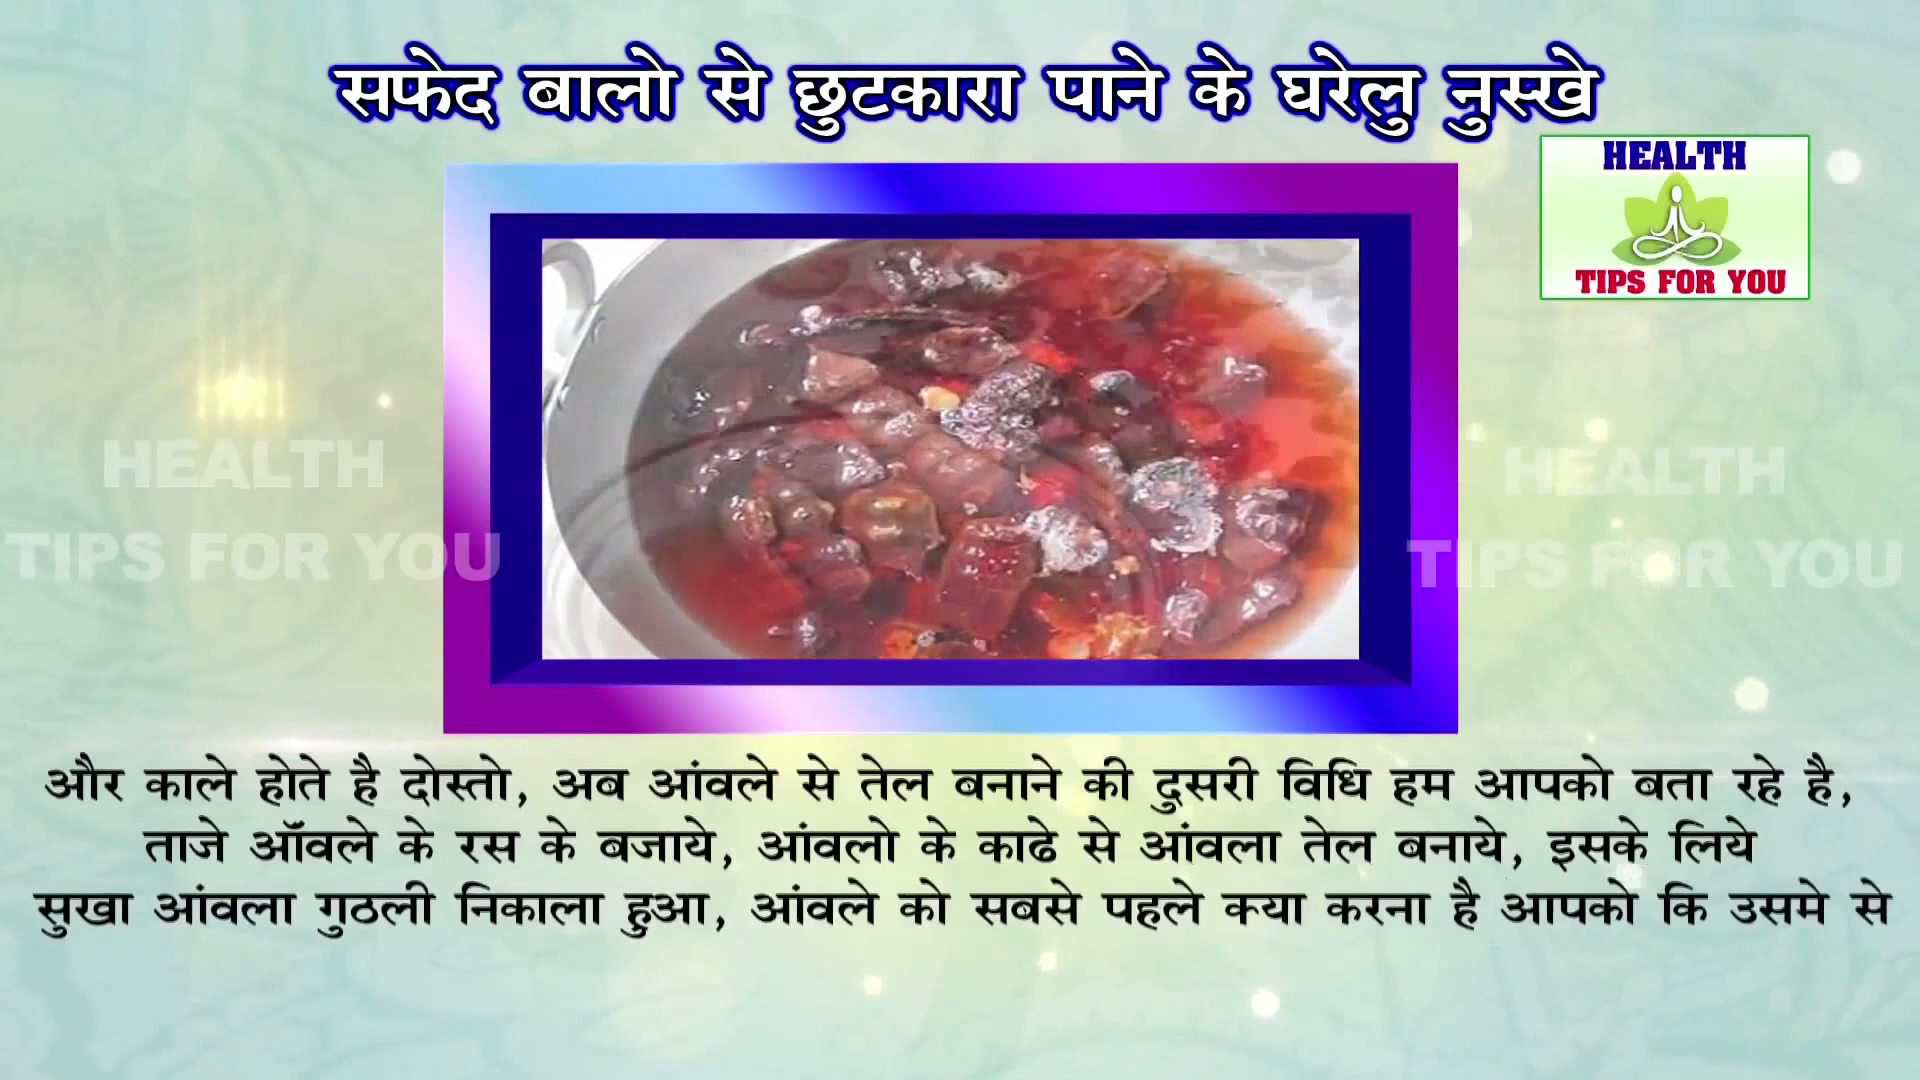 सफेद बालो से छुटकारा पाने के घरेलु नुस्खे
HEALTH
TIPS FOR YOU
HEALTH
TIPS FOR YOU
HEALTH
TIPS FOR YOU
और काले होते है दोस्तो, अब आंवले से तेल बनाने की दुसरी विधि हम आपको बता रहे है,
ताजे ऑंवले के रस के बजाये, आंवलो के काढे से आंवला तेल बनाये, इसके लिये
सुखा आंवला गुठली निकाला हुआ, आंवले को सबसे पहले क्या करना है आपको कि उसमे से